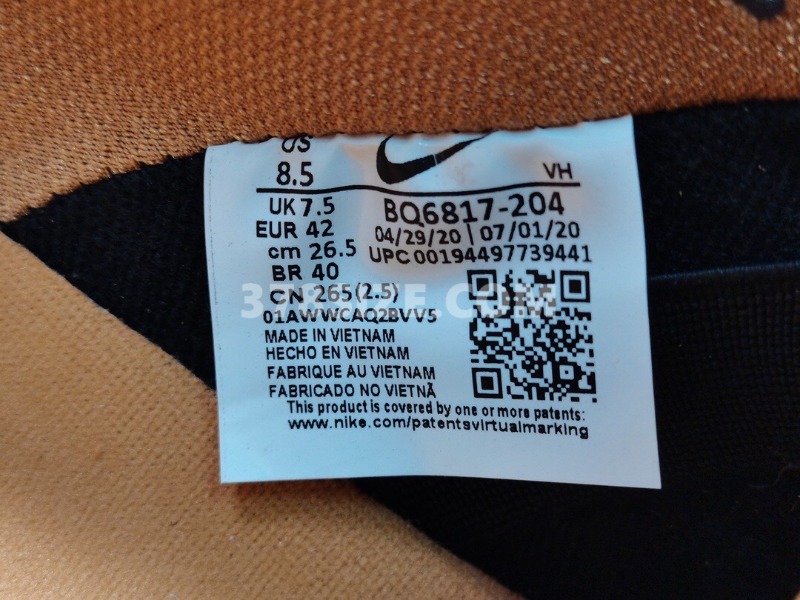 US
8.5
VH
UK 7.5
BQ6817-204
EUR 42
04/29/20 | 07/01/20
cm 26.5
UPC 00194497739441
BR 40
CN 265(2.5)
01AWWCAQ2BVV5
MADE IN VIETNAM
HECHO EN VIETNAM
FABRIQUE AU VIETNAM
FABRICADO NO VIETNÃ
This product is covered by one or more patents:
www.nike.com/patentsvirtualmarking